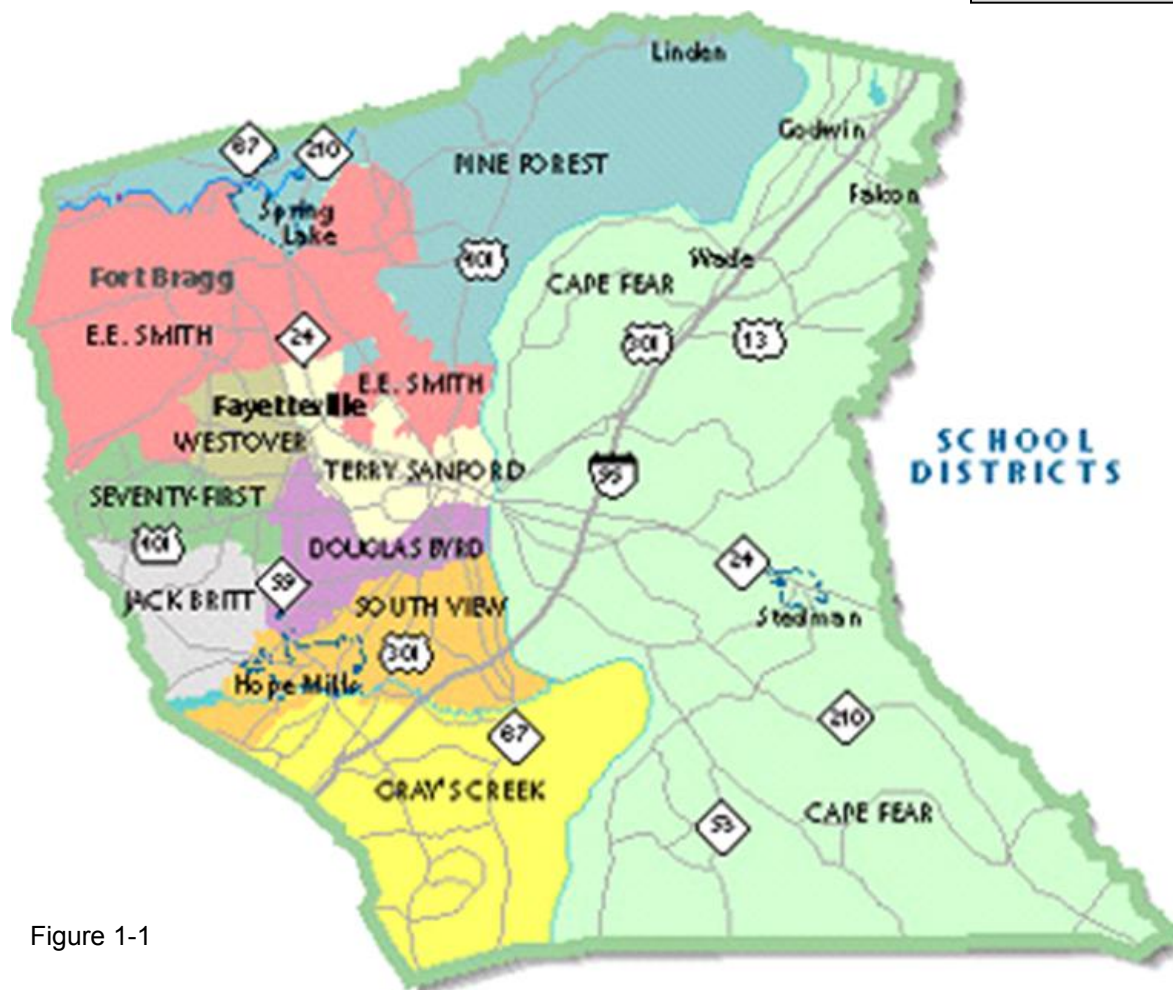 Linden
Godwin
87
210
PINE FOREST
Falcon
Spring
Lake
401
Wade
Fort Bragg
CAPE FEAR
E.E. SMITH
24
301
13
E.E. SMITH
Fayetteville
WESTOVER
SCHOOL
DISTRICTS
TERRY SANFORD
95
SEVENTY-FIRST
401
DOUGLAS BYRD
24
59
JACK BRITT
SOUTH VIEW
Stedman
301
Hope Mills
210
87
GRAY'S CREEK
CAPE FEAR
53
Figure 1-1